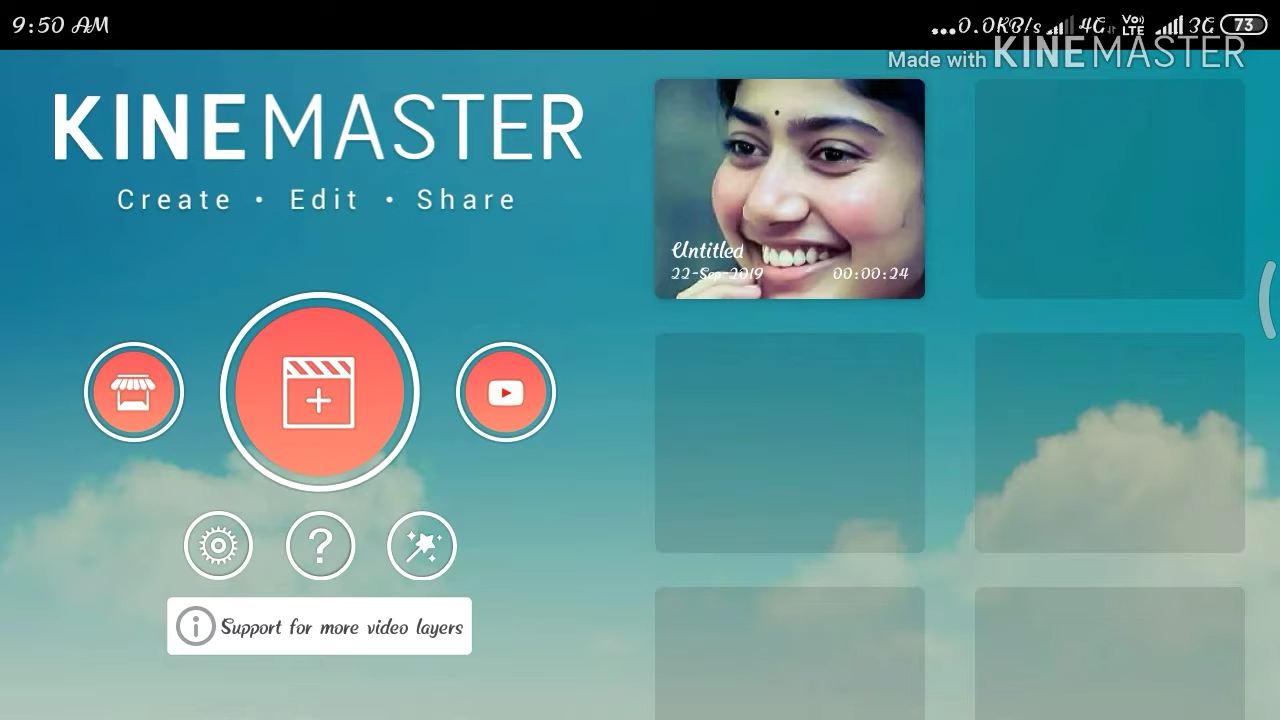 9:50 AM
...0.0KB/s 4G Vo) LTE 3G 73
Made with KINEMASTER
KINEMASTER
Create • Edit • Share
Untitled
22-Sep-2019 00:00:24
?
i Support for more video layers